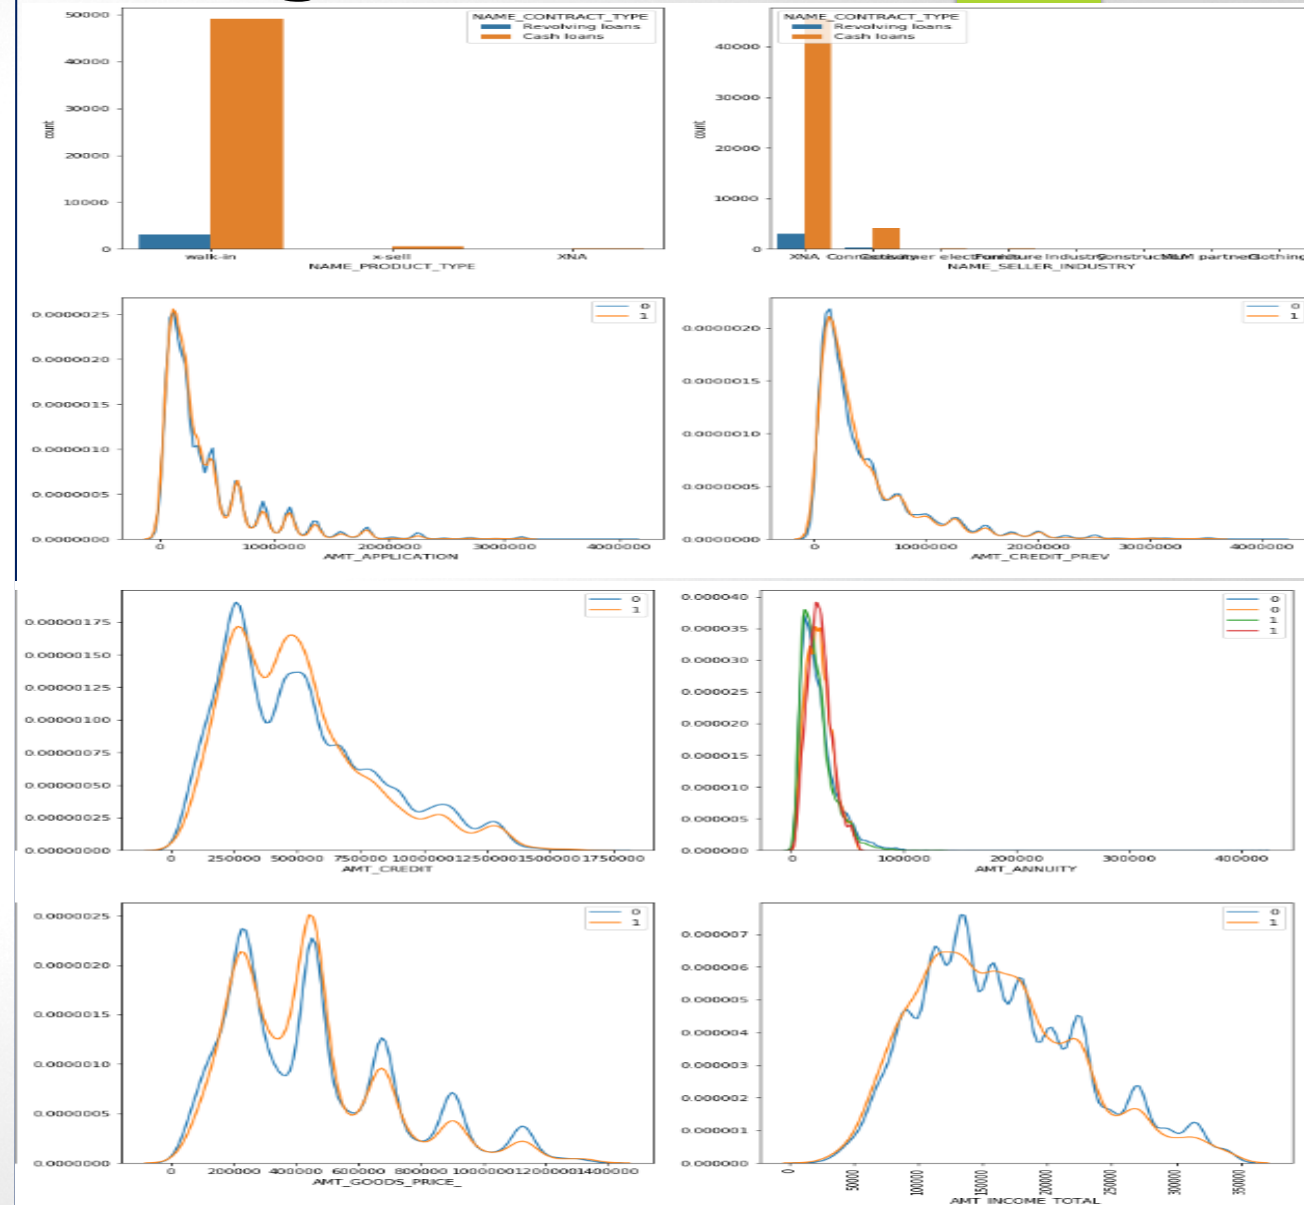 50000
40000
30000
20000
10000
0
count
NAME_CONTRACT_TYPE
Revolving loans
Cash loans
walk-in x-sell XNA
NAME_PRODUCT_TYPE
40000
30000
20000
10000
0
count
NAME_CONTRACT_TYPE
Revolving loans
Cash loans
XNA Furniture Industry Construction MLM partners Clothing
NAME_SELLER_INDUSTRY
0.0000025
0.0000020
0.0000015
0.0000010
0.0000005
0.0000000
0
1
0 1000000 2000000 3000000 4000000
AMT_APPLICATION
0.0000020
0.0000015
0.0000010
0.0000005
0.0000000
0
1
0 1000000 2000000 3000000 4000000
AMT_CREDIT_PREV
0.00000175
0.00000150
0.00000125
0.00000100
0.00000075
0.00000050
0.00000025
0.00000000
0
1
0 250000 500000 750000 1000000 1250000 1500000 1750000
AMT_CREDIT
0.000040
0.000035
0.000030
0.000025
0.000020
0.000015
0.000010
0.000005
0.000000
0
0
1
1
0 100000 200000 300000 400000
AMT_ANNUITY
0.0000025
0.0000020
0.0000015
0.0000010
0.0000005
0.0000000
0
1
0 200000 400000 600000 800000 1000000 1200000 1400000
AMT_GOODS_PRICE_
0.000007
0.000006
0.000005
0.000004
0.000003
0.000002
0.000001
0.000000
0
1
0 50000 100000 150000 200000 250000 300000 350000
AMT_INCOME_TOTAL